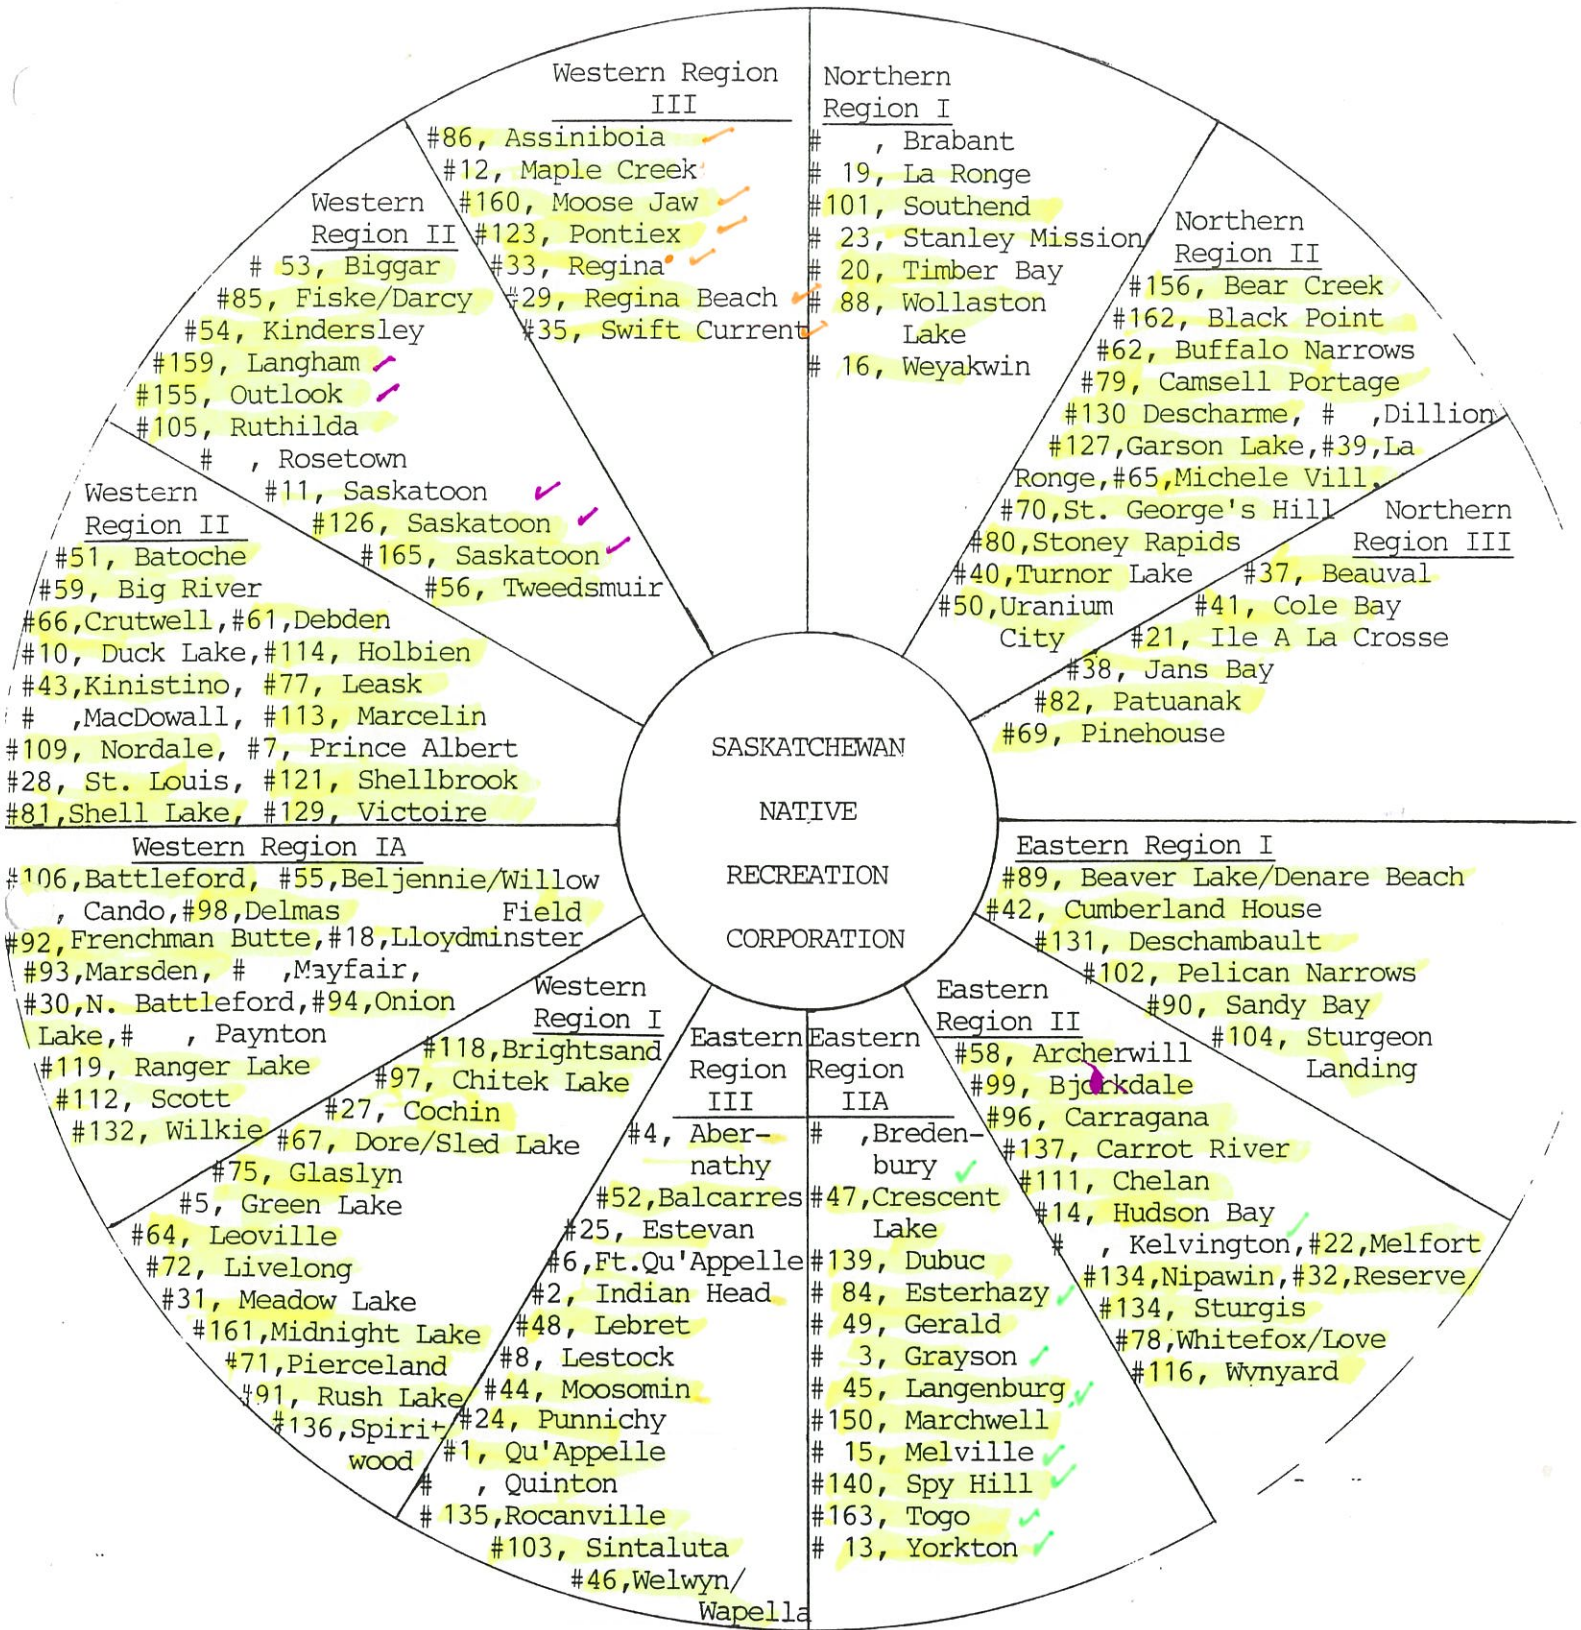 Western Region
III
#86, Assiniboia
#12, Maple Creek
#160, Moose Jaw
#123, Pontiex
#33, Regina
#29, Regina Beach
#35, Swift Current
Northern
Region I
# , Brabant
# 19, La Ronge
#101, Southend
# 23, Stanley Mission
# 20, Timber Bay
# 88, Wollaston
Lake
# 16, Weyakwin
Northern
Region II
#156, Bear Creek
#162, Black Point
#62, Buffalo Narrows
#79, Camsell Portage
#130 Descharme, # ,Dillion
#127,Garson Lake,#39,La
Ronge,#65,Michele Vill.
#70,St. George's Hill
#80,Stoney Rapids
#40,Turnor Lake
#50,Uranium
City
Northern
Region III
#37, Beauval
#41, Cole Bay
#21, Ile A La Crosse
#38, Jans Bay
#82, Patuanak
#69, Pinehouse
Eastern Region I
#89, Beaver Lake/Denare Beach
#42, Cumberland House
#131, Deschambault
#102, Pelican Narrows
#90, Sandy Bay
#104, Sturgeon
Landing
Eastern
Region II
#58, Archerwill
#99, Bjorkdale
#96, Carragana
#137, Carrot River
#111, Chelan
#14, Hudson Bay
# , Kelvington,#22,Melfort
#134,Nipawin,#32,Reserve
#134, Sturgis
#78,Whitefox/Love
#116, Wynyard
Eastern
Region
IIA
# ,Breden-
bury
#47,Crescent
Lake
#139, Dubuc
# 84, Esterhazy
# 49, Gerald
# 3, Grayson
# 45, Langenburg
#150, Marchwell
# 15, Melville
#140, Spy Hill
#163, Togo
# 13, Yorkton
Eastern
Region
III
#4, Aber-
nathy
#52,Balcarres
#25, Estevan
#6,Ft.Qu'Appelle
#2, Indian Head
#48, Lebret
#8, Lestock
#44, Moosomin
#24, Punnichy
#1, Qu'Appelle
# , Quinton
# 135,Rocanville
#103, Sintaluta
#46,Welwyn/
Wapella
Western
Region I
#118,Brightsand
#97, Chitek Lake
#27, Cochin
#67, Dore/Sled Lake
#75, Glaslyn
#5, Green Lake
#64, Leoville
#72, Livelong
#31, Meadow Lake
#161,Midnight Lake
#71,Pierceland
#91, Rush Lake
#136,Spirit-
wood
Western Region IA
#106,Battleford, #55,Beljennie/Willow
, Cando,#98,Delmas Field
#92,Frenchman Butte,#18,Lloydminster
#93,Marsden, # ,Mayfair,
#30,N. Battleford,#94,Onion
Lake,# , Paynton
#119, Ranger Lake
#112, Scott
#132, Wilkie
Western
Region II
#51, Batoche
#59, Big River
#66,Crutwell,#61,Debden
#10, Duck Lake,#114, Holbien
#43,Kinistino, #77, Leask
# ,MacDowall, #113, Marcelin
#109, Nordale, #7, Prince Albert
#28, St. Louis, #121, Shellbrook
#81,Shell Lake, #129, Victoire
Western
Region II
# 53, Biggar
#85, Fiske/Darcy
#54, Kindersley
#159, Langham
#155, Outlook
#105, Ruthilda
# , Rosetown
#11, Saskatoon
#126, Saskatoon
#165, Saskatoon
#56, Tweedsmuir
SASKATCHEWAN
NATIVE
RECREATION
CORPORATION